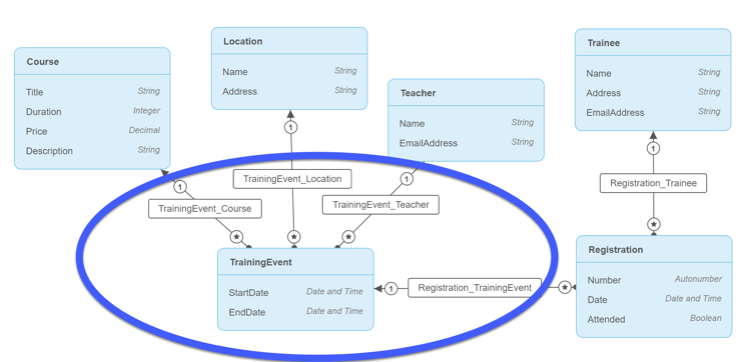 Course
Title String
Duration Integer
Price Decimal
Description String
Location
Name String
Address String
Teacher
Name String
EmailAddress String
Trainee
Name String
Address String
EmailAddress String
1
1
1
1
TrainingEvent_Location
TrainingEvent_Course
TrainingEvent_Teacher
Registration_Trainee
TrainingEvent
StartDate Date and Time
EndDate Date and Time
1
Registration_TrainingEvent
Registration
Number Autonumber
Date Date and Time
Attended Boolean